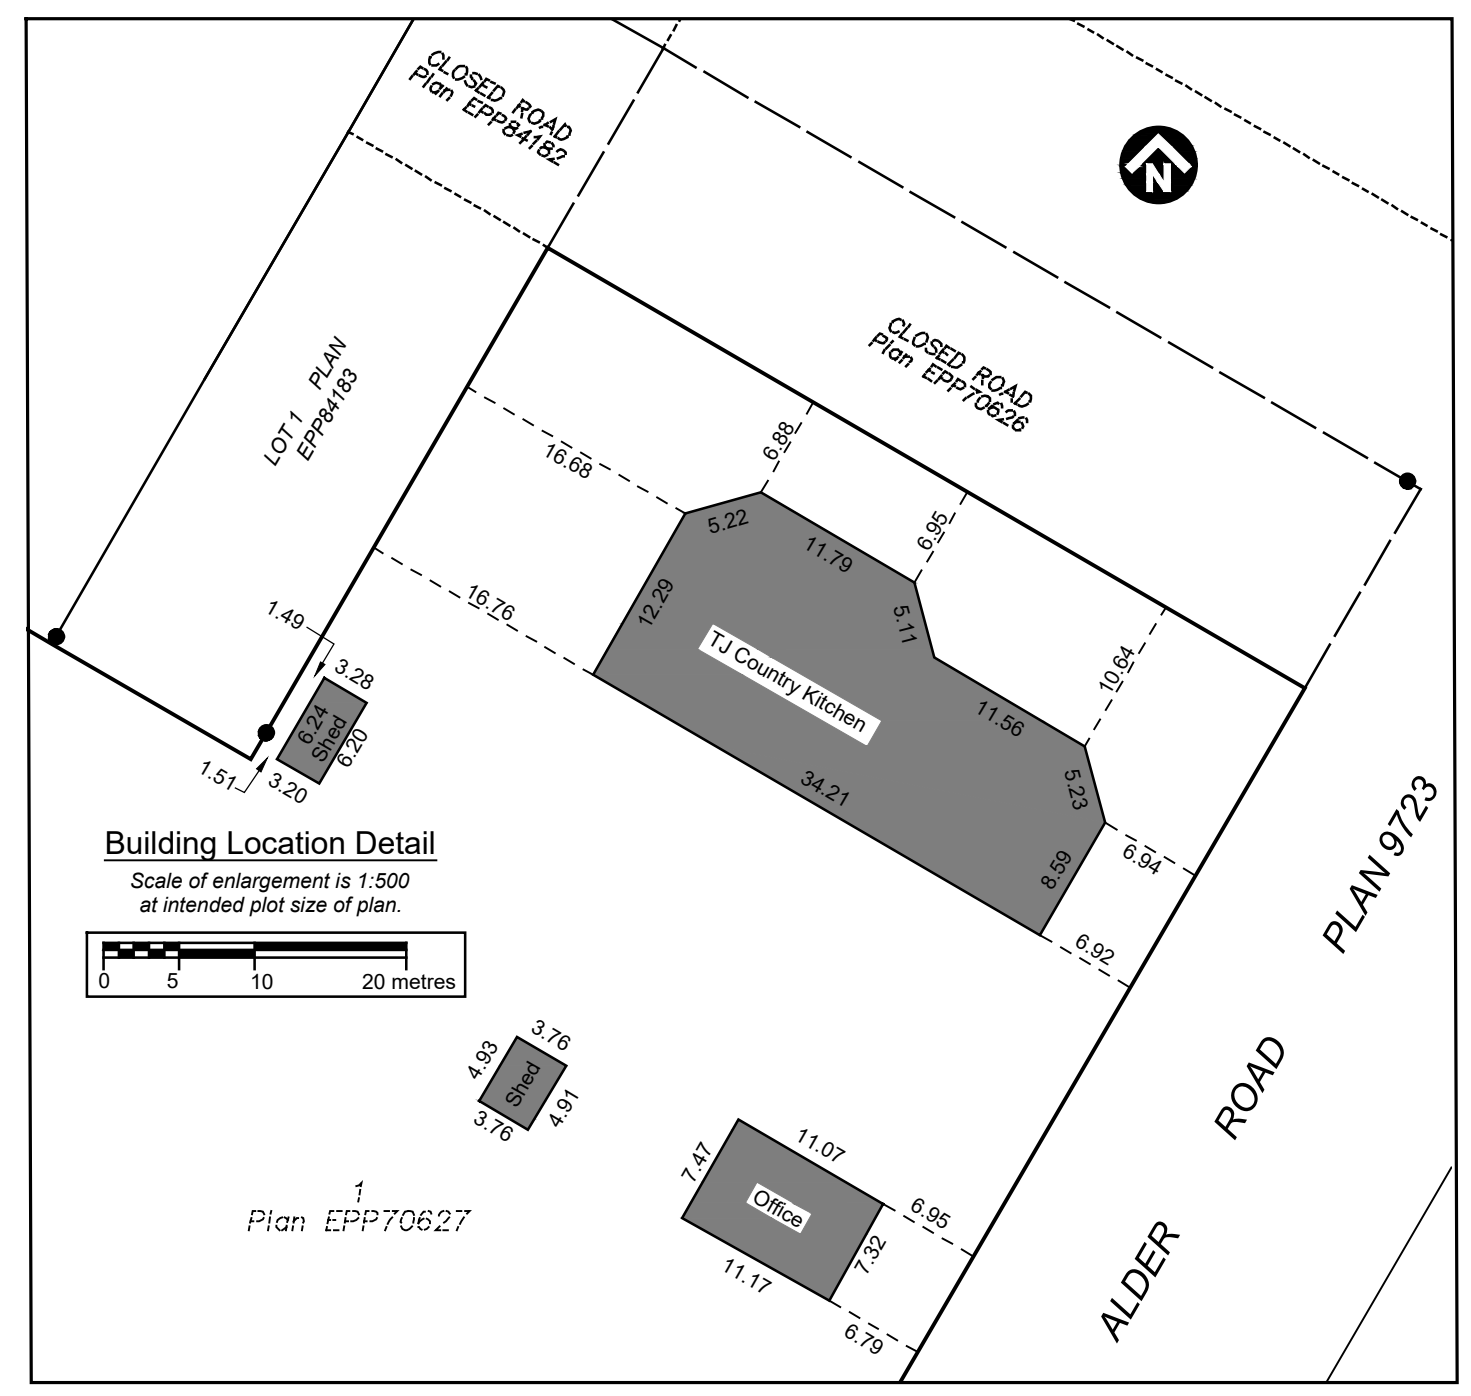 CLOSED ROAD
Plan EPP84182
N
CLOSED ROAD
Plan EPP70626
LOT 1 PLAN
EPP84183
6.88
16.68
6.95
5.22
11.79
12.29
5.11
16.76
1.49
TJ Country Kitchen
10.64
3.28
6.24
Shed
6.20
11.56
1.51
3.20
34.21
5.23
6.94
8.59
6.92
PLAN 9723
Building Location Detail
Scale of enlargement is 1:500
at intended plot size of plan.
0 5 10 20 metres
3.76
4.93
Shed
4.91
3.76
ROAD
11.07
7.47
Office
6.95
7.32
11.17
6.79
1
Plan EPP70627
ALDER